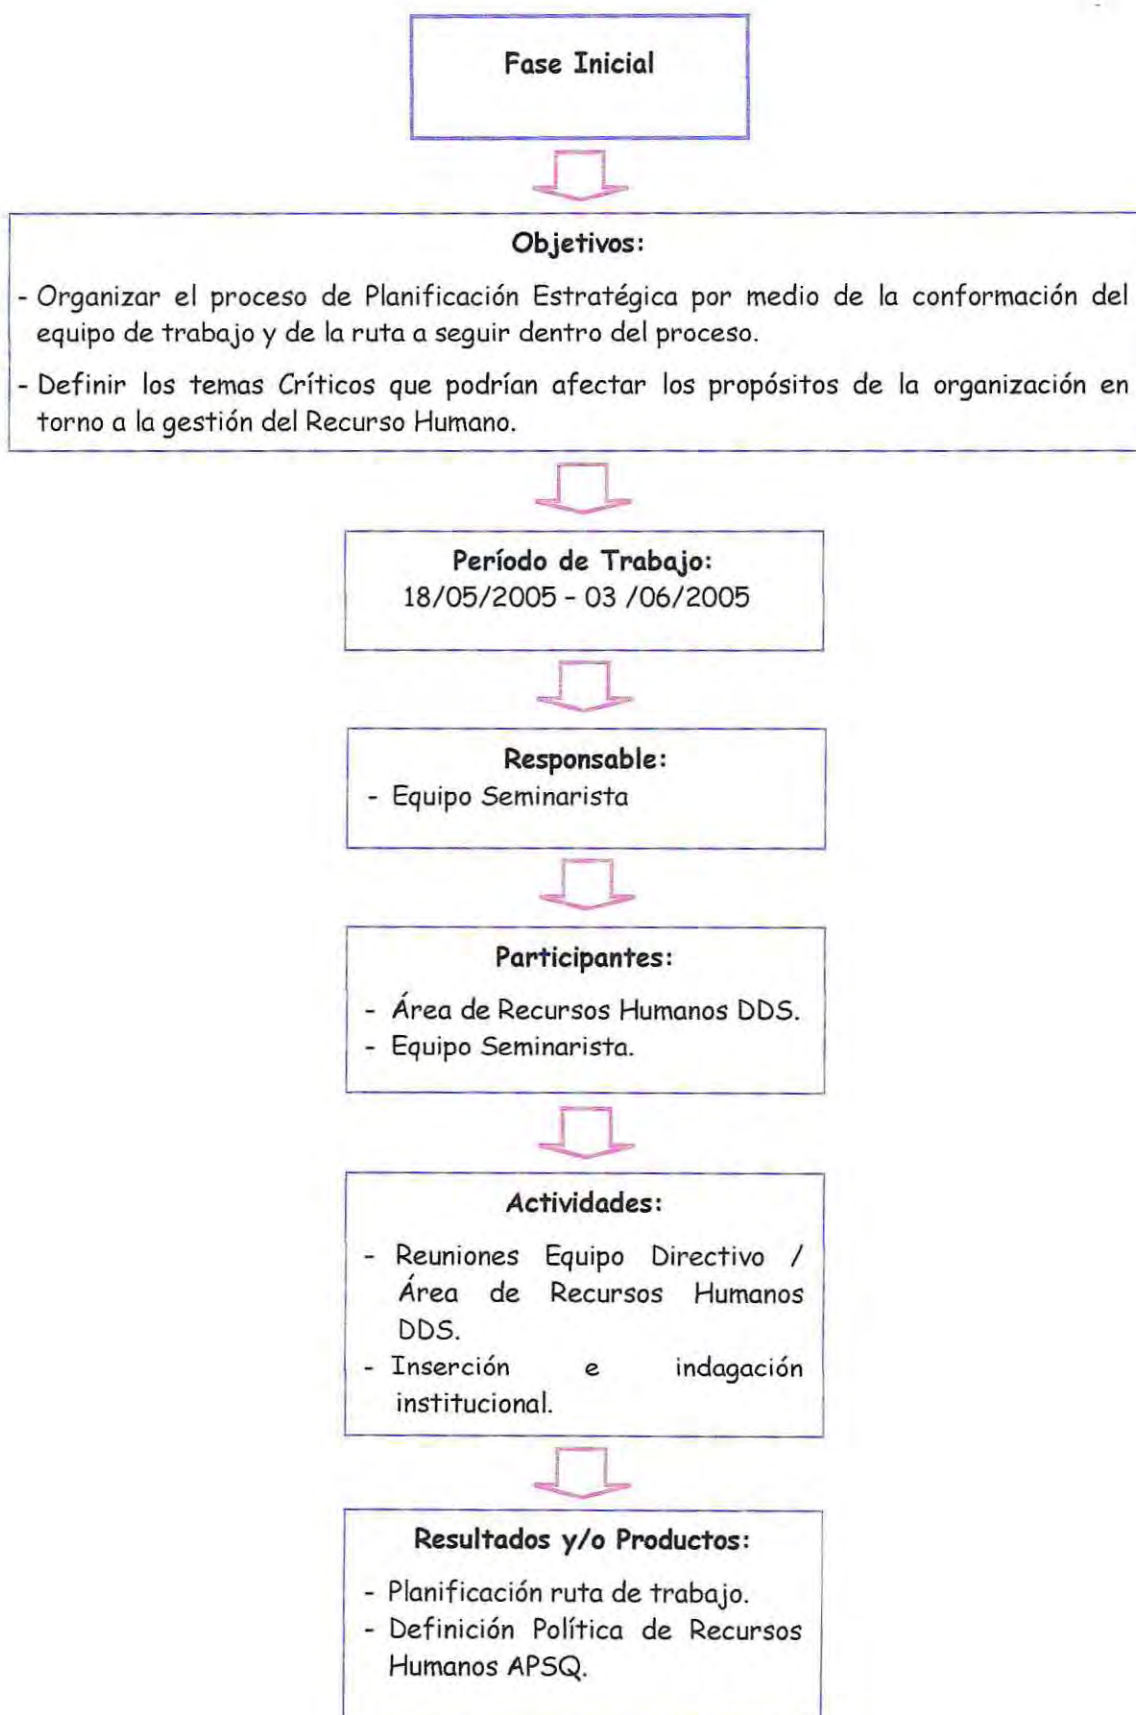 Fase Inicial
Objetivos:
- Organizar el proceso de Planificación Estratégica por medio de la conformación del
equipo de trabajo y de la ruta a seguir dentro del proceso.
- Definir los temas Críticos que podrían afectar los propósitos de la organización en
torno a la gestión del Recurso Humano.
Período de Trabajo:
18/05/2005 - 03 /06/2005
Responsable:
- Equipo Seminarista
Participantes:
- Área de Recursos Humanos DDS.
- Equipo Seminarista.
Actividades:
- Reuniones Equipo Directivo /
Área de Recursos Humanos
DDS.
- Inserción e indagación
institucional.
Resultados y/o Productos:
- Planificación ruta de trabajo.
- Definición Política de Recursos
Humanos APSQ.